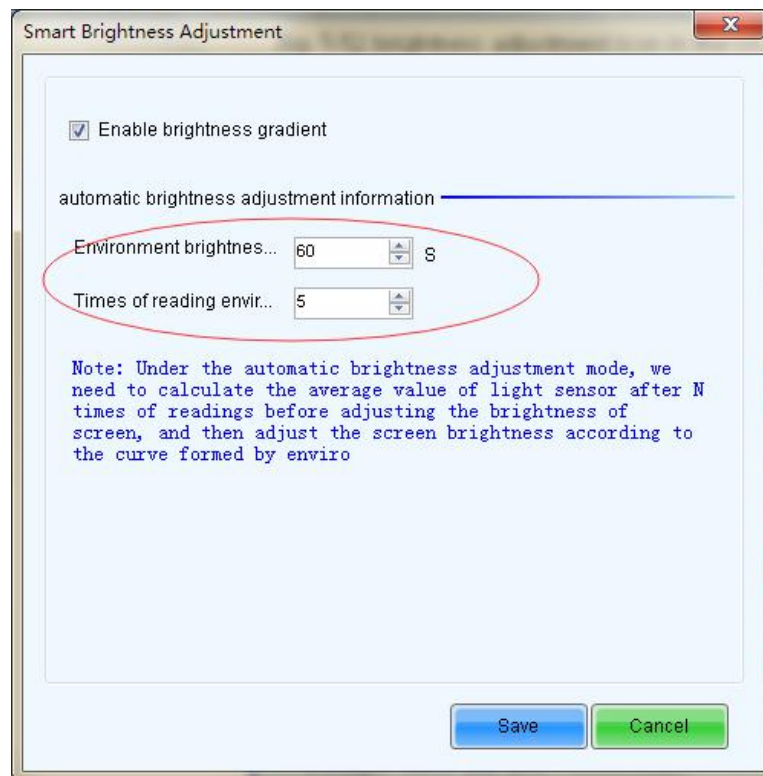 Smart Brightness Adjustment
Enable brightness gradient
automatic brightness adjustment information
Environment brightnes... 60 S
Times of reading envir... 5
Note: Under the automatic brightness adjustment mode, we
need to calculate the average value of light sensor after N
times of readings before adjusting the brightness of
screen, and then adjust the screen brightness according to
the curve formed by enviro
Save Cancel